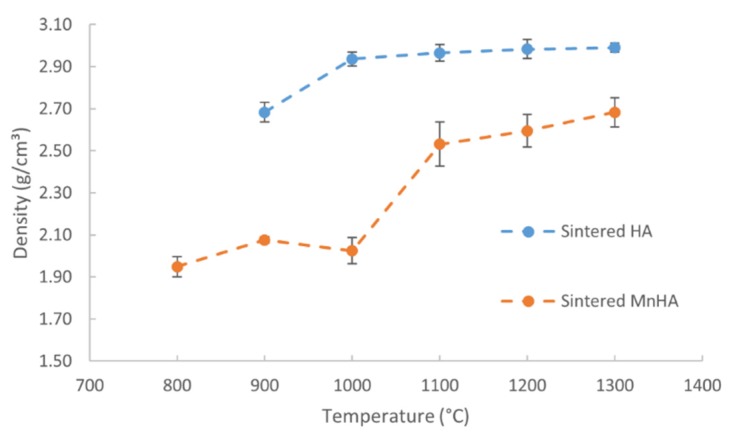 3.10
2.90
2.70
2.50
2.30
2.10
1.90
1.70
1.50
Density (g/cm³)
Sintered HA
Sintered MnHA
700 800 900 1000 1100 1200 1300 1400
Temperature (°C)